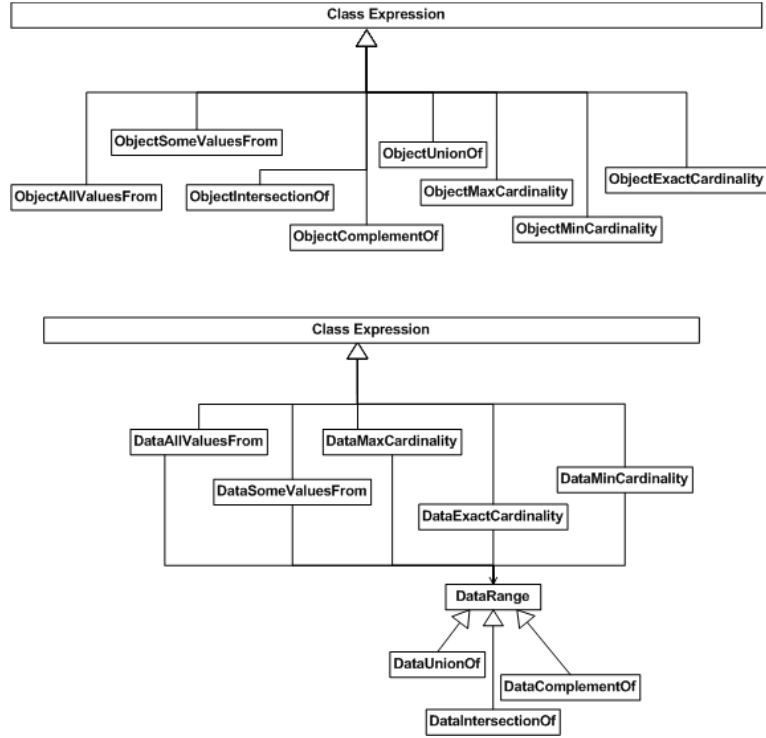 Class Expression
ObjectSomeValuesFrom
ObjectUnionOf
ObjectExactCardinality
ObjectAllValuesFrom
ObjectIntersectionOf
ObjectMaxCardinality
ObjectComplementOf
ObjectMinCardinality
Class Expression
DataAllValuesFrom
DataMaxCardinality
DataMinCardinality
DataSomeValuesFrom
DataExactCardinality
DataRange
DataUnionOf
DataComplementOf
DataIntersectionOf